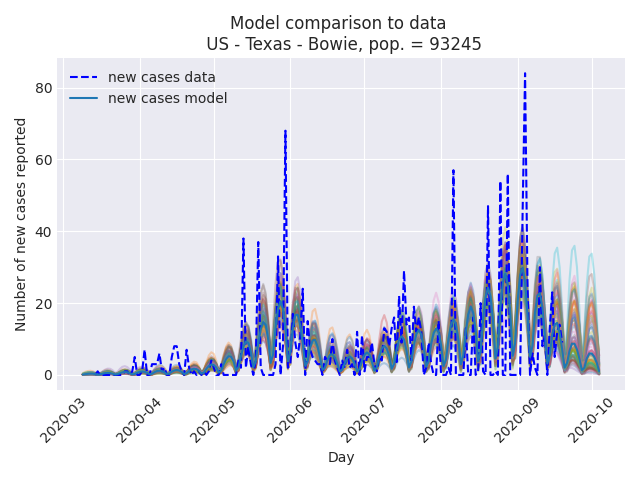 Model comparison to data
US - Texas - Bowie, pop. = 93245
new cases data
new cases model
Number of new cases reported
80
60
40
20
0
2020-03
2020-04
2020-05
2020-06
2020-07
2020-08
2020-09
2020-10
Day